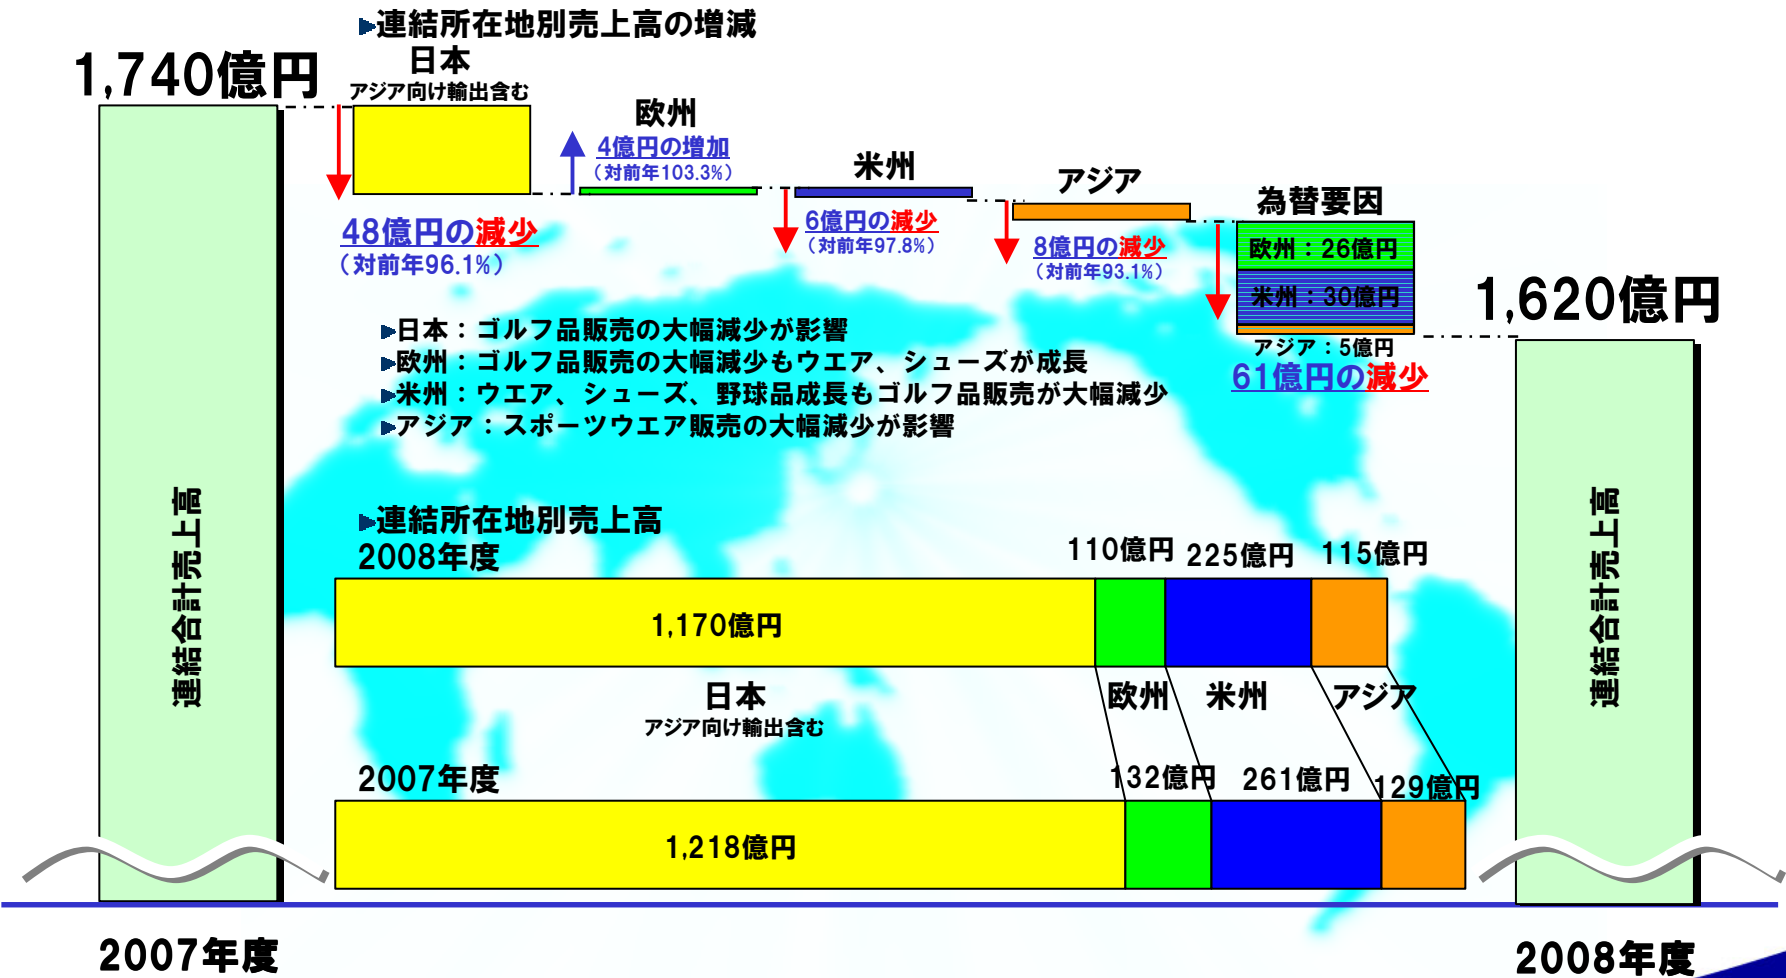 ▶連結所在地別売上高の増減
1,740億円
日本
アジア向け輸出含む
48億円の減少
（対前年96.1%）
欧州
4億円の増加
（対前年103.3%）
米州
6億円の減少
（対前年97.8%）
アジア
8億円の減少
（対前年93.1%）
為替要因
欧州：26億円
米州：30億円
アジア：5億円
61億円の減少
1,620億円
▶日本：ゴルフ品販売の大幅減少が影響
▶欧州：ゴルフ品販売の大幅減少もウエア、シューズが成長
▶米州：ウエア、シューズ、野球品成長もゴルフ品販売が大幅減少
▶アジア：スポーツウエア販売の大幅減少が影響
連結合計売上高
▶連結所在地別売上高
2008年度
110億円 225億円 115億円
1,170億円
日本 欧州 米州 アジア
アジア向け輸出含む
2007年度
132億円 261億円 129億円
1,218億円
連結合計売上高
2007年度
2008年度